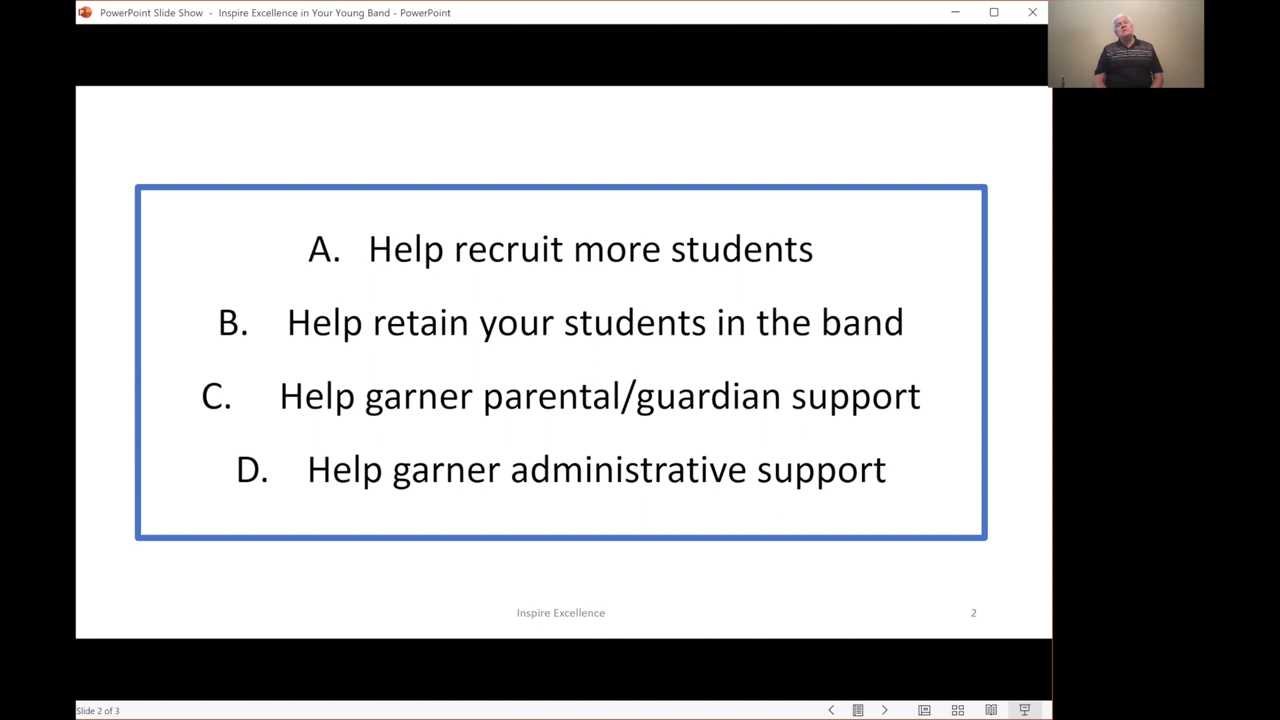 PowerPoint Slide Show - Inspire Excellence in Your Young Band - PowerPoint
A. Help recruit more students
B. Help retain your students in the band
C. Help garner parental/guardian support
D. Help garner administrative support
Inspire Excellence 2
Slide 2 of 3